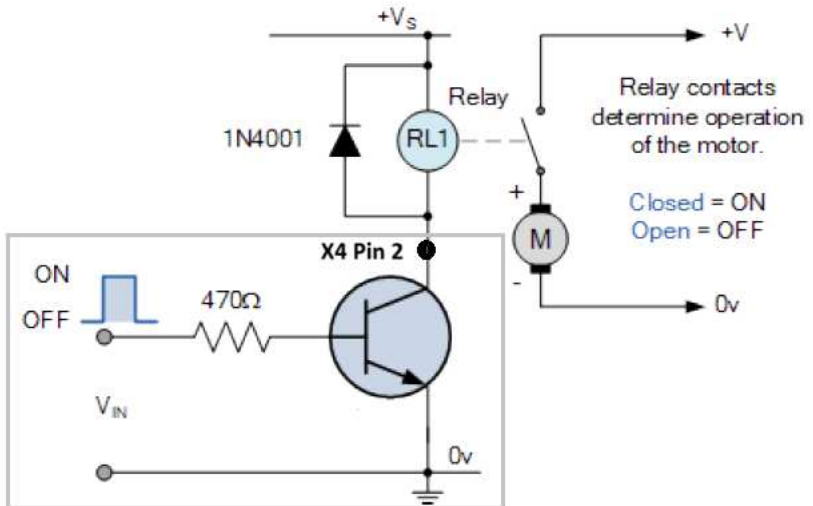 +VS
+V
Relay
Relay contacts
determine operation
of the motor.
1N4001
RL1
+
Closed = ON
Open = OFF
M
X4 Pin 2
-
ON
OFF
470Ω
0v
VIN
0v